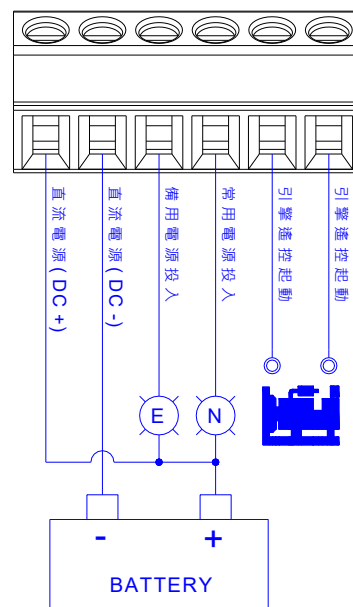 直流電源(DC+)
直流電源(DC-)
備用電源投入
常用電源投入
引擎遙控起動
引擎遙控起動
E
N
- +
BATTERY